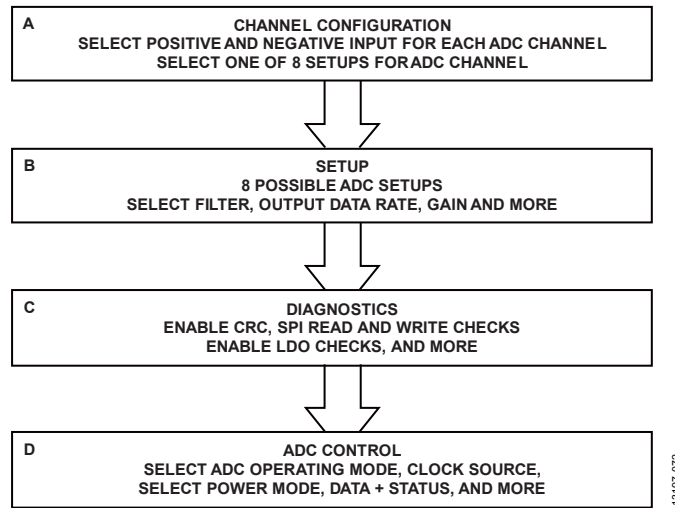 A
CHANNEL CONFIGURATION
SELECT POSITIVE AND NEGATIVE INPUT FOR EACH ADC CHANNEL
SELECT ONE OF 8 SETUPS FOR ADC CHANNEL
B
SETUP
8 POSSIBLE ADC SETUPS
SELECT FILTER, OUTPUT DATA RATE, GAIN AND MORE
C
DIAGNOSTICS
ENABLE CRC, SPI READ AND WRITE CHECKS
ENABLE LDO CHECKS, AND MORE
D
ADC CONTROL
SELECT ADC OPERATING MODE, CLOCK SOURCE,
SELECT POWER MODE, DATA + STATUS, AND MORE